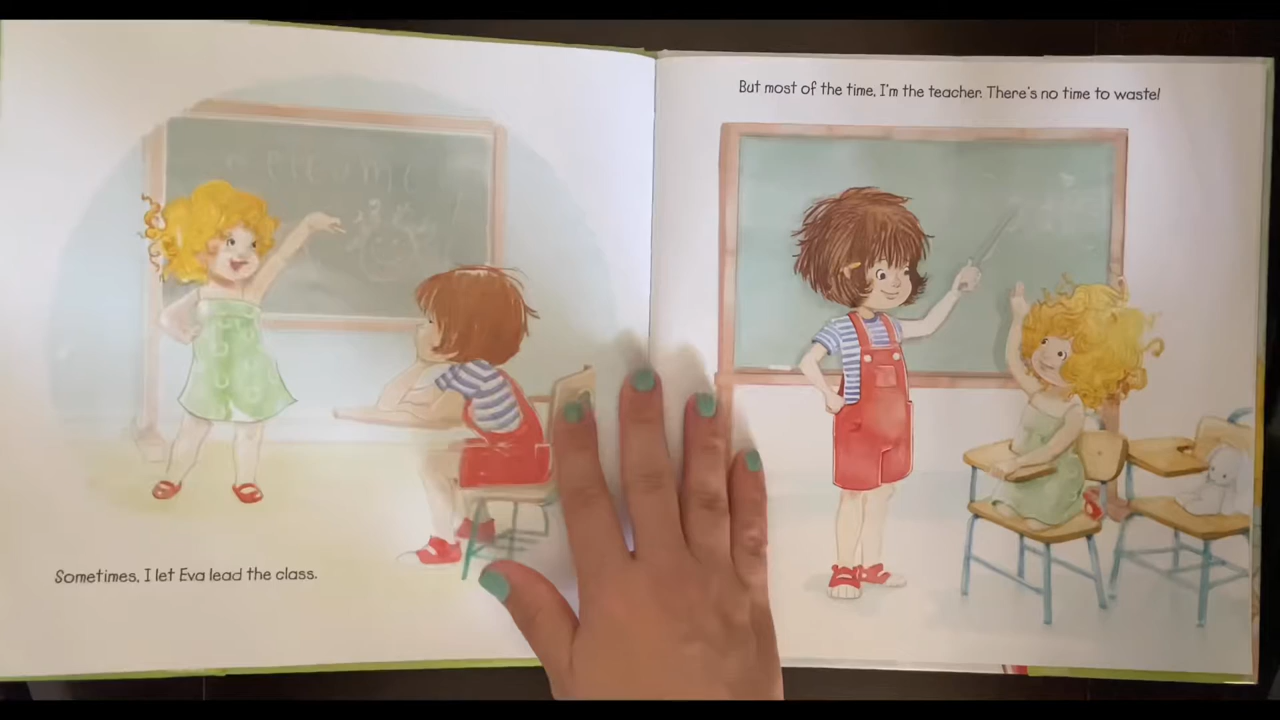 Sometimes, I let Eva lead the class.
But most of the time, I'm the teacher. There's no time to waste!